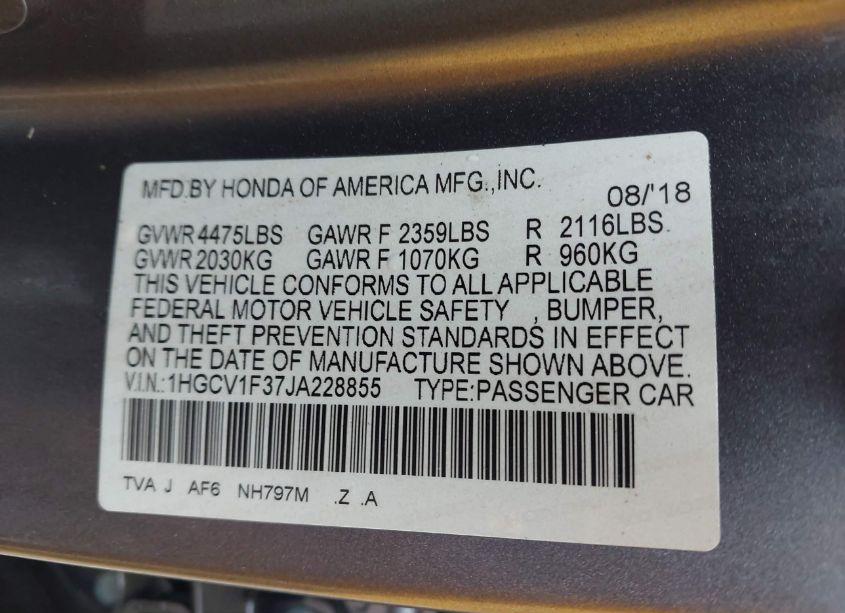 MFD.BY HONDA OF AMERICA MFG.,INC. 08/'18
GVWR 4475LBS GAWR F 2359LBS R 2116LBS.
GVWR 2030KG GAWR F 1070KG R 960KG
THIS VEHICLE CONFORMS TO ALL APPLICABLE
FEDERAL MOTOR VEHICLE SAFETY , BUMPER,
AND THEFT PREVENTION STANDARDS IN EFFECT
ON THE DATE OF MANUFACTURE SHOWN ABOVE.
V.I.N.:1HGCV1F37JA228855 TYPE:PASSENGER CAR
TVA J AF6 NH797M .Z .A